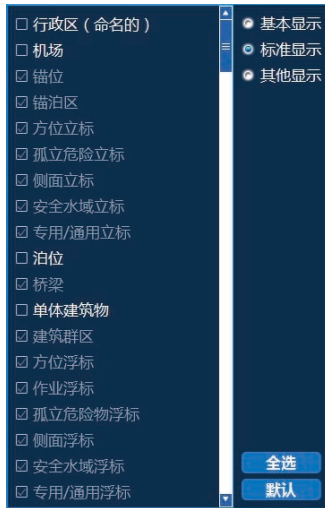 行政区（命名的）
机场
锚位
锚泊区
方位立标
孤立危险立标
侧面立标
安全水域立标
专用/通用立标
泊位
桥梁
单体建筑物
建筑群区
方位浮标
作业浮标
孤立危险物浮标
侧面浮标
安全水域浮标
专用/通用浮标
基本显示
标准显示
其他显示
全选
默认